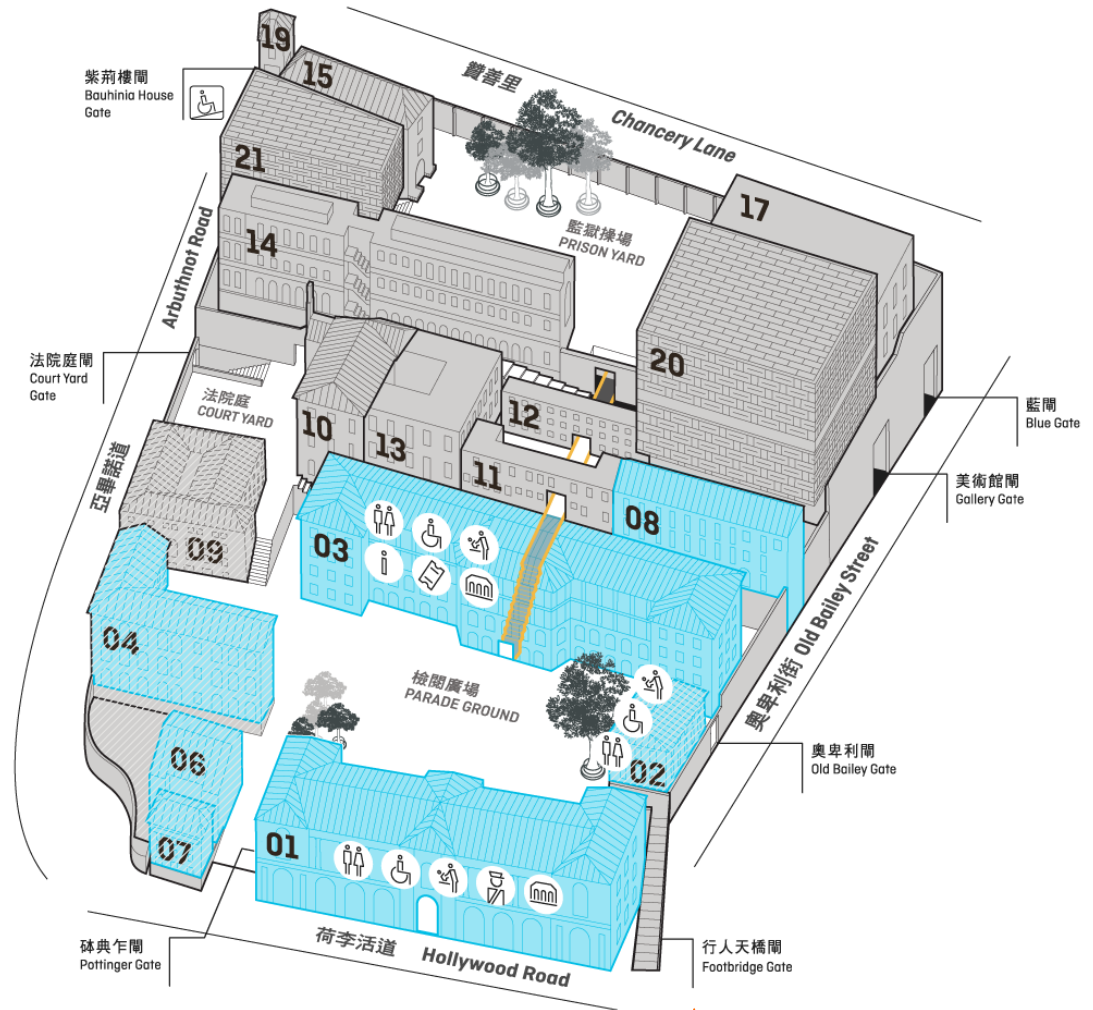 19
15
紫荊樓閘
Bauhinia House
Gate
贊善里
Chancery Lane
21
17
監獄操場
PRISON YARD
14
Arbuthnot Road
20
法院庭閘
Court Yard
Gate
法院庭
COURT YARD
12
10
13
藍閘
Blue Gate
11
亞畢諾道
美術館閘
Gallery Gate
08
03
09
i
奧卑利街 Old Bailey Street
04
檢閱廣場
PARADE GROUND
奧卑利閘
Old Bailey Gate
06
02
07
01
砵典乍閘
Pottinger Gate
荷李活道 Hollywood Road
行人天橋閘
Footbridge Gate